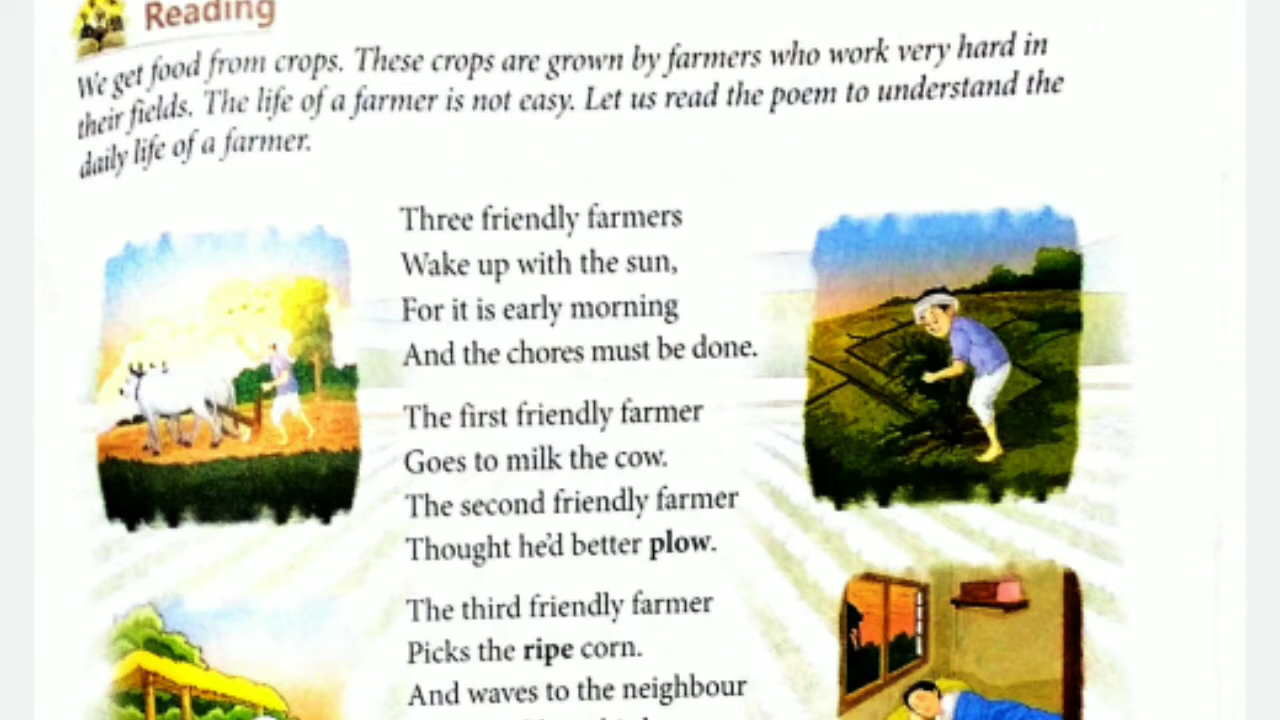 Reading
We get food from crops. These crops are grown by farmers who work very hard in
their fields. The life of a farmer is not easy. Let us read the poem to understand the
daily life of a farmer.
Three friendly farmers
Wake up with the sun,
For it is early morning
And the chores must be done.
The first friendly farmer
Goes to milk the cow.
The second friendly farmer
Thought he'd better plow.
The third friendly farmer
Picks the ripe corn.
And waves to the neighbour